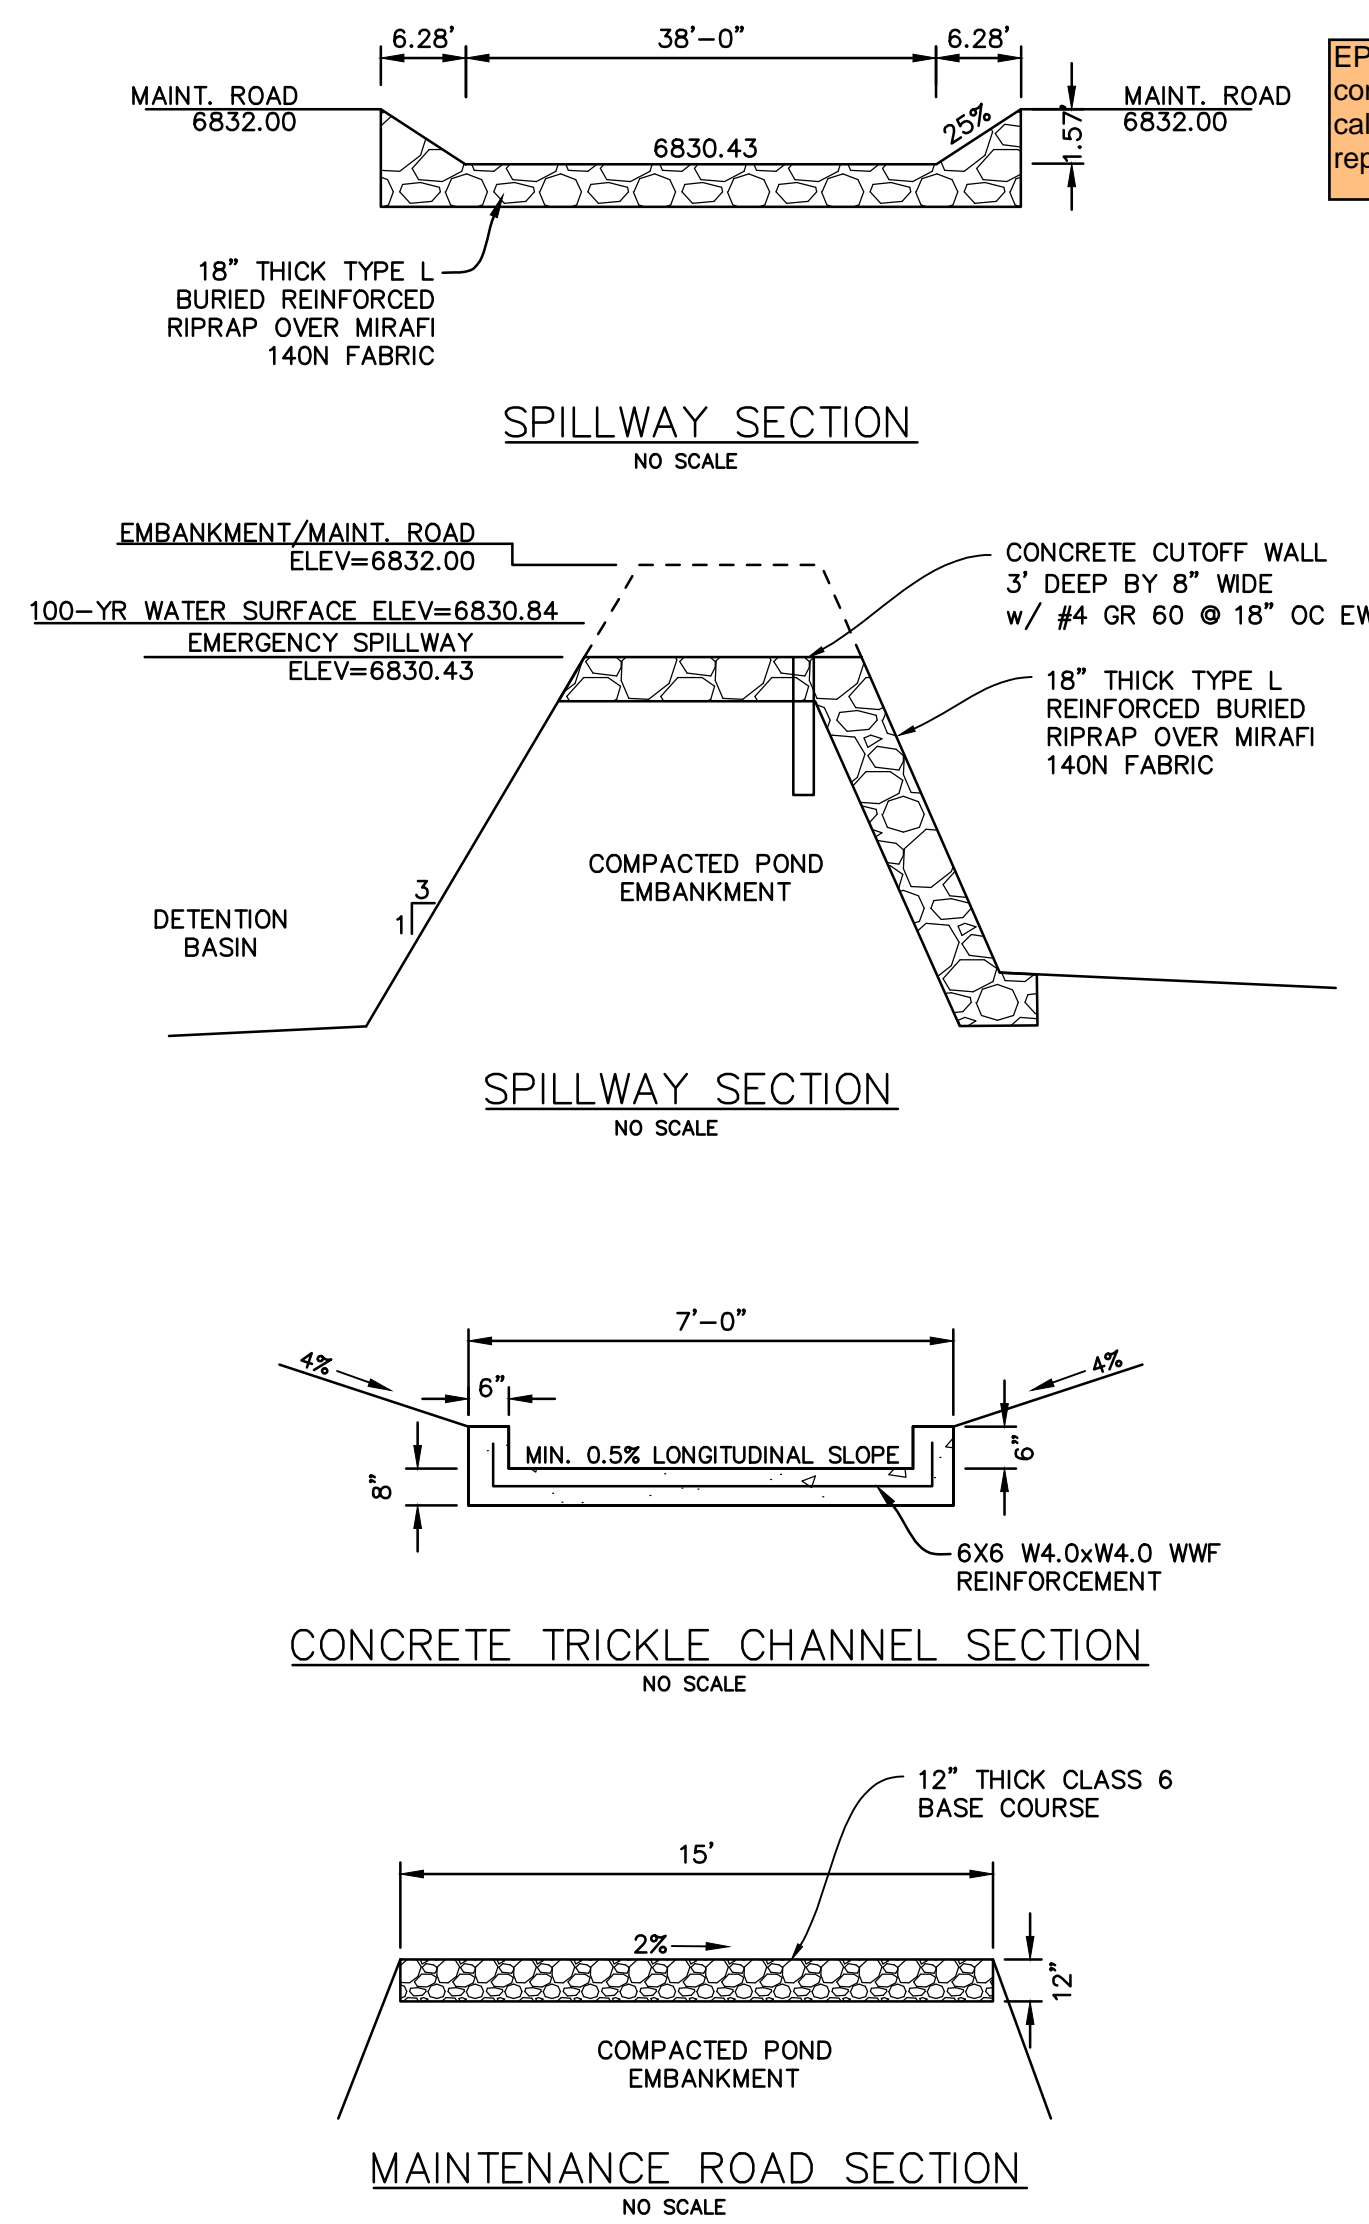 6.28' 38'-0" 6.28'
MAINT. ROAD
6832.00
6830.43
25%
1.57'
MAINT. ROAD
6832.00
18" THICK TYPE L
BURIED REINFORCED
RIPRAP OVER MIRAFI
140N FABRIC
SPILLWAY SECTION
NO SCALE
EMBANKMENT/MAINT. ROAD
ELEV=6832.00
100-YR WATER SURFACE ELEV=6830.84
EMERGENCY SPILLWAY
ELEV=6830.43
CONCRETE CUTOFF WALL
3' DEEP BY 8" WIDE
w/ #4 GR 60 @ 18" OC EW
18" THICK TYPE L
REINFORCED BURIED
RIPRAP OVER MIRAFI
140N FABRIC
COMPACTED POND
EMBANKMENT
3
1
DETENTION
BASIN
SPILLWAY SECTION
NO SCALE
7'-0"
4%
4%
6"
MIN. 0.5% LONGITUDINAL SLOPE
6"
8"
6X6 W4.0xW4.0 WWF
REINFORCEMENT
CONCRETE TRICKLE CHANNEL SECTION
NO SCALE
12" THICK CLASS 6
BASE COURSE
15'
2%
12"
COMPACTED POND
EMBANKMENT
MAINTENANCE ROAD SECTION
NO SCALE